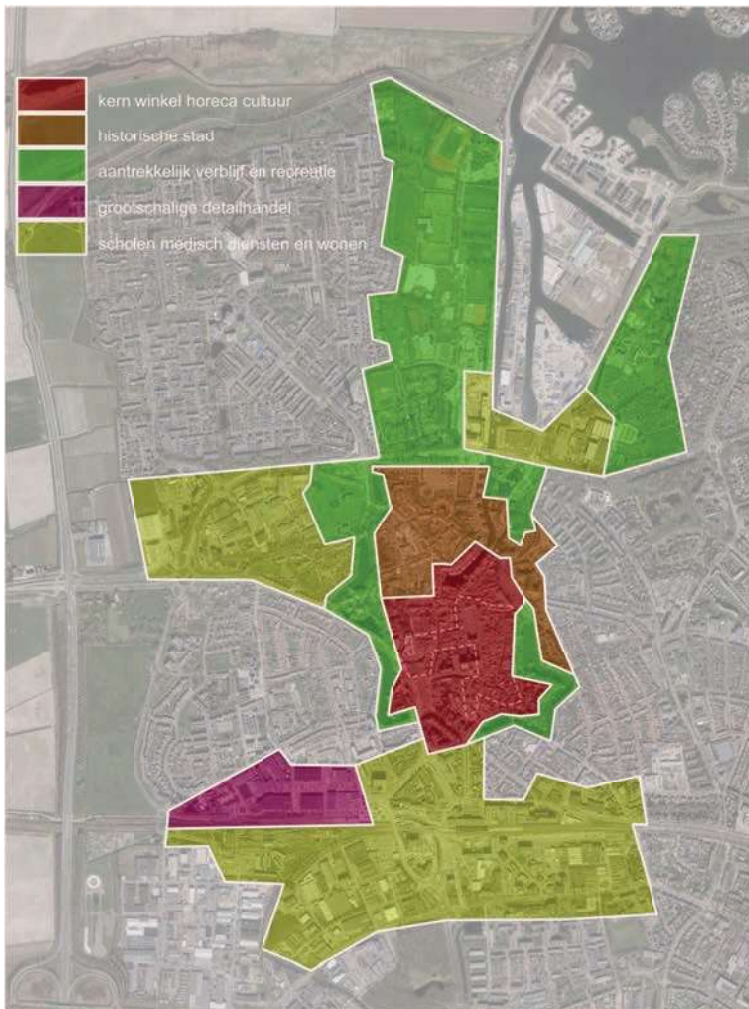 kern winkel horeca cultuur
historische stad
aantrekkelijk verblijf en recreatie
grootschalige detailhandel
scholen medisch diensten en wonen